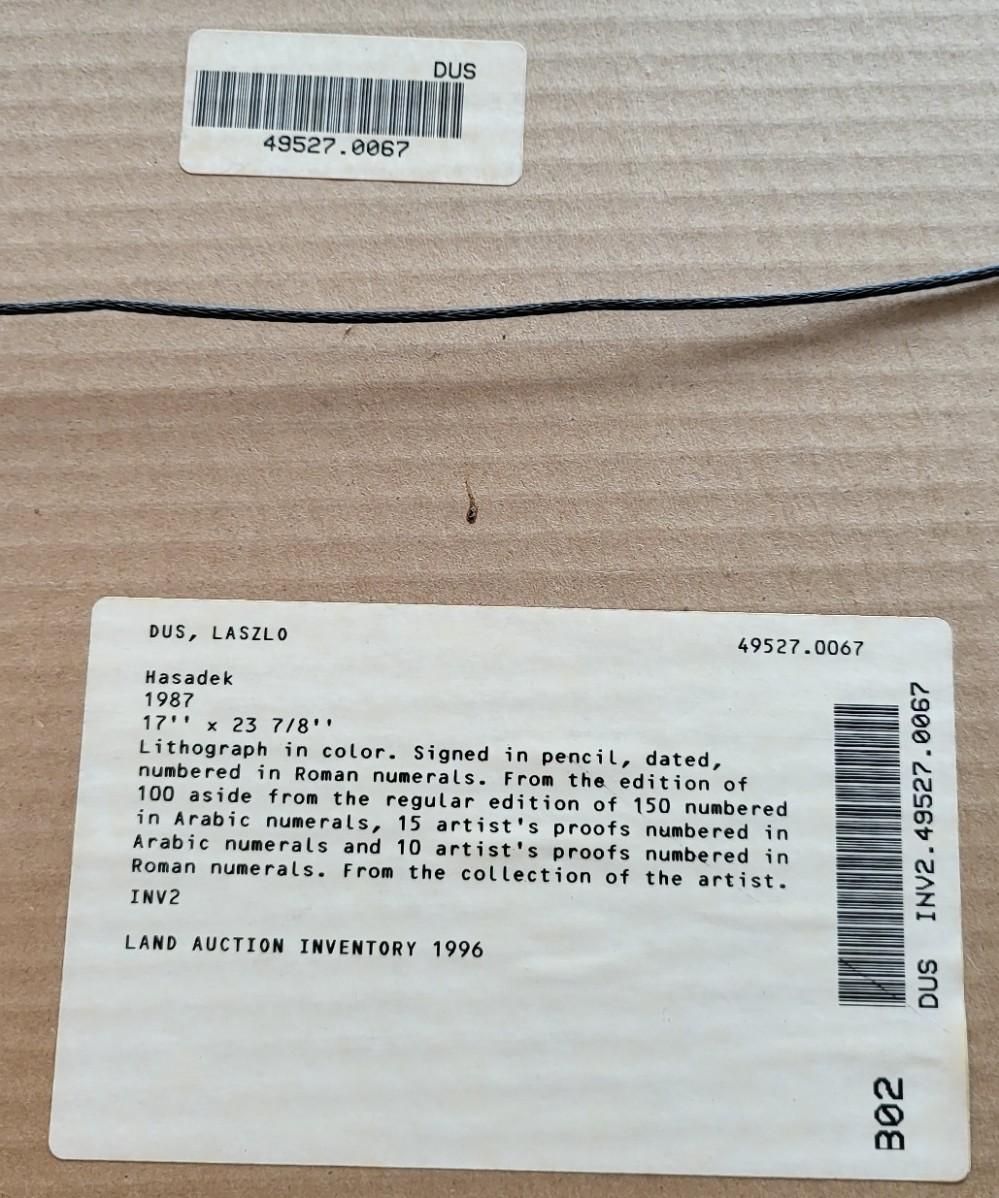 DUS
49527.0067
DUS, LASZLO
49527.0067
Hasadek
1987
17'' x 23 7/8''
Lithograph in color. Signed in pencil, dated,
numbered in Roman numerals. From the edition of
100 aside from the regular edition of 150 numbered
in Arabic numerals, 15 artist's proofs numbered in
Arabic numerals and 10 artist's proofs numbered in
Roman numerals. From the collection of the artist.
INV2
LAND AUCTION INVENTORY 1996
DUS INV2.49527.0067
B02